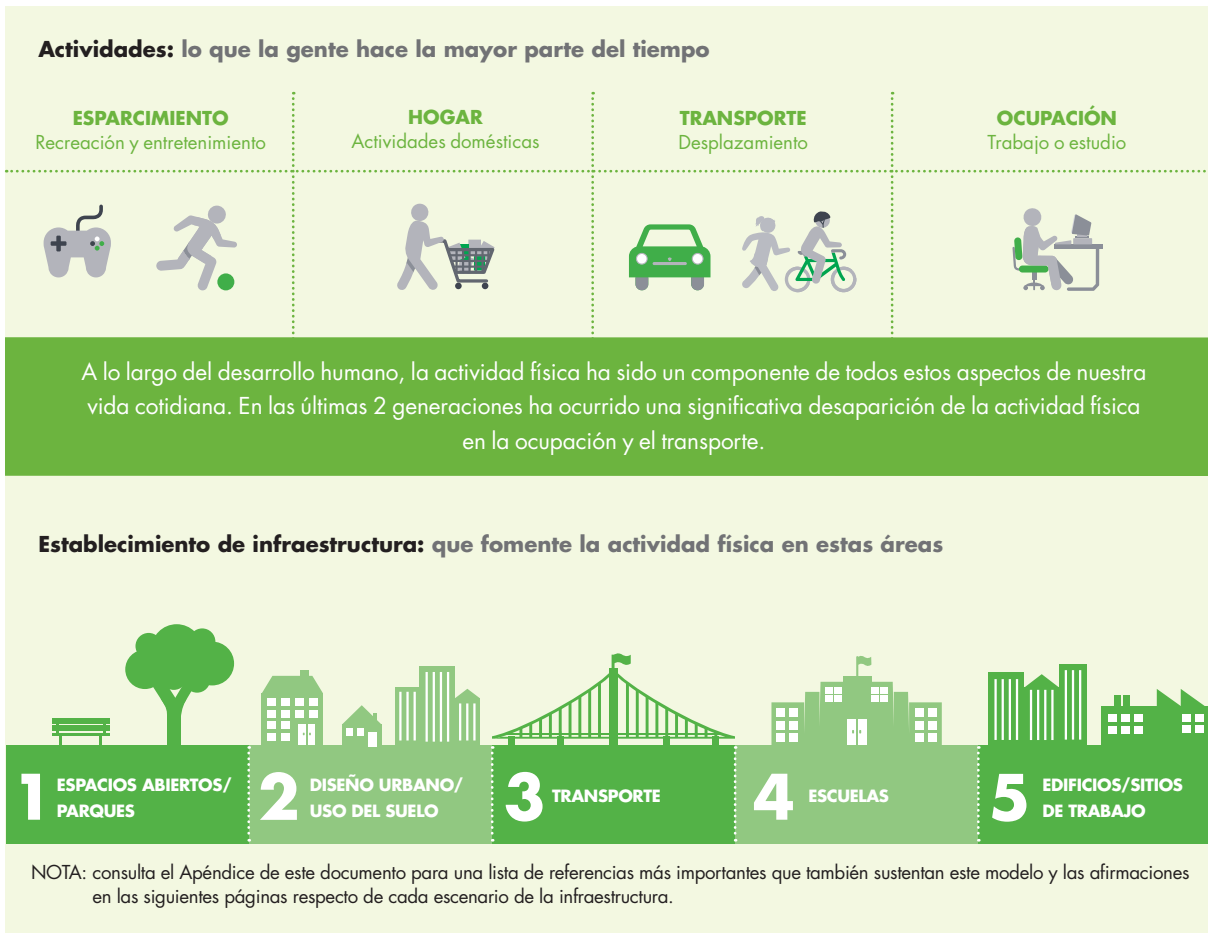 Actividades: lo que la gente hace la mayor parte del tiempo
ESPARCIMIENTO
Recreación y entretenimiento
HOGAR
Actividades domésticas
TRANSPORTE
Desplazamiento
OCUPACIÓN
Trabajo o estudio
A lo largo del desarrollo humano, la actividad física ha sido un componente de todos estos aspectos de nuestra
vida cotidiana. En las últimas 2 generaciones ha ocurrido una significativa desaparición de la actividad física
en la ocupación y el transporte.
Establecimiento de infraestructura: que fomente la actividad física en estas áreas
1 ESPACIOS ABIERTOS/
PARQUES
2 DISEÑO URBANO/
USO DEL SUELO
3 TRANSPORTE
4 ESCUELAS
5 EDIFICIOS/SITIOS
DE TRABAJO
NOTA: consulta el Apéndice de este documento para una lista de referencias más importantes que también sustentan este modelo y las afirmaciones
en las siguientes páginas respecto de cada escenario de la infraestructura.